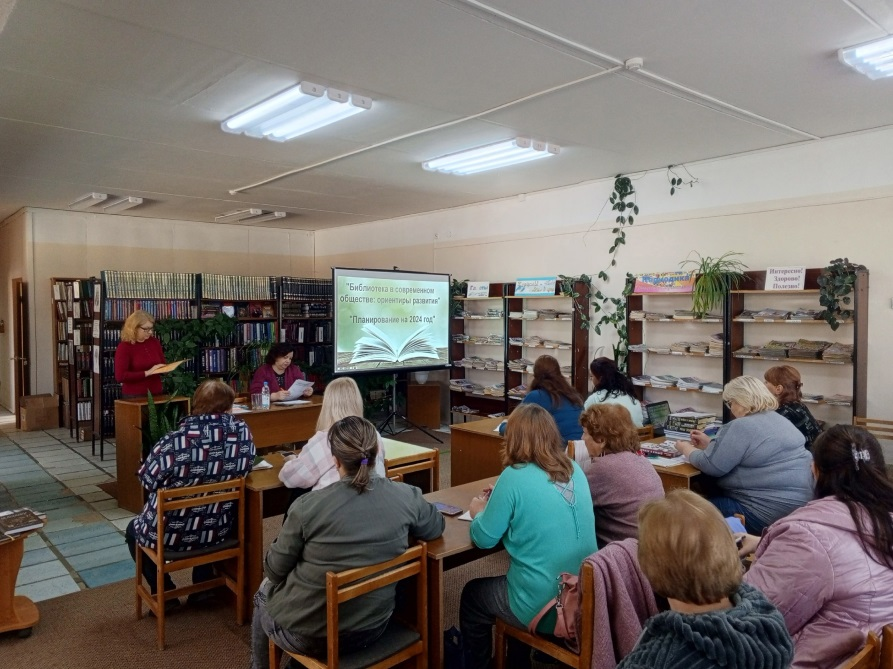 "Библиотека в современном
обществе: ориентиры развития"
"Планирование на 2024 год"
Интересно!
Здорово!
Полезно!